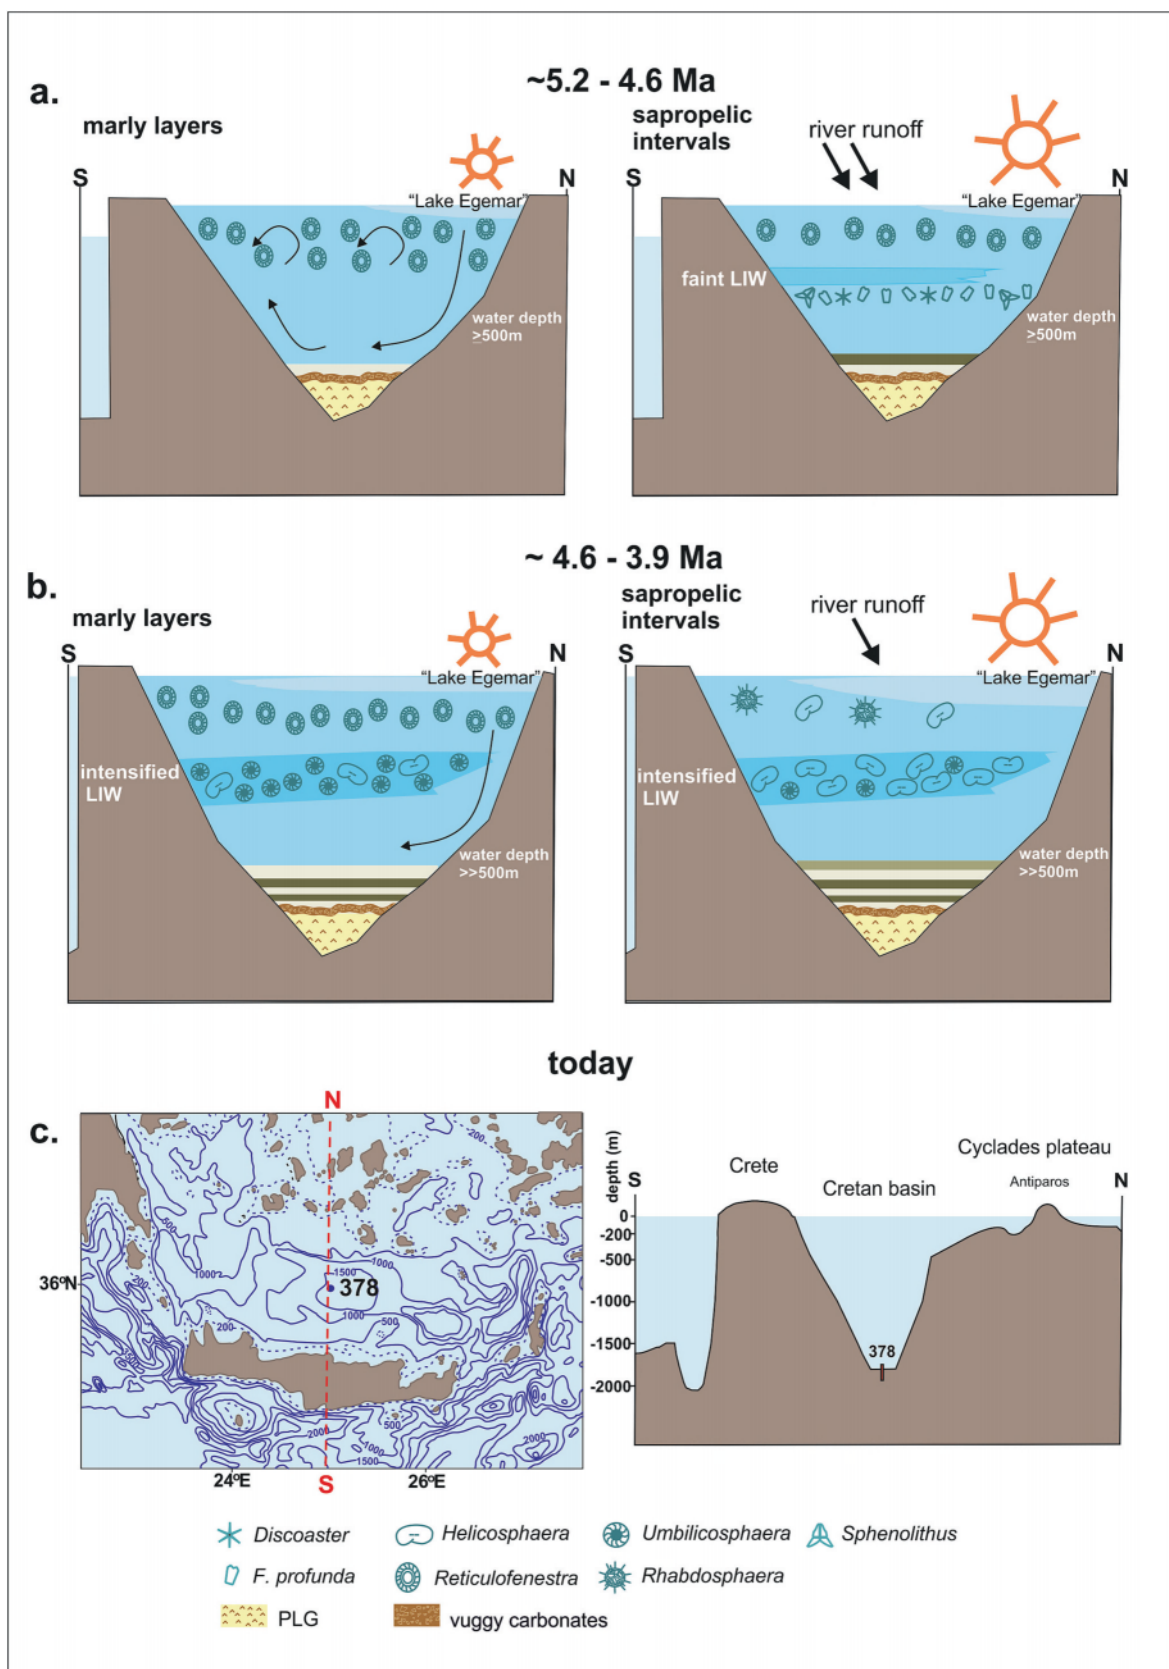 a.
~5.2 - 4.6 Ma
marly layers
sapropelic
intervals
river runoff
S
"Lake Egemar"
N
water depth
≥500m
S
"Lake Egemar"
N
faint LIW
water depth
≥500m
~ 4.6 - 3.9 Ma
b.
marly layers
sapropelic
intervals
river runoff
S
"Lake Egemar"
N
intensified
LIW
water depth
>>500m
S
"Lake Egemar"
N
intensified
LIW
water depth
>>500m
today
c.
N
200
500
1000
200
1500
1000
378
36ºN
1000
500
200
1500
500
2000
1000
1500
2000
24ºE
S
26ºE
depth (m)
S
Crete
Cretan basin
Cyclades plateau
Antiparos
N
0
-200
-500
-1000
-1500
-2000
378
Discoaster
Helicosphaera
Umbilicosphaera
Sphenolithus
F. profunda
Reticulofenestra
Rhabdosphaera
PLG
vuggy carbonates